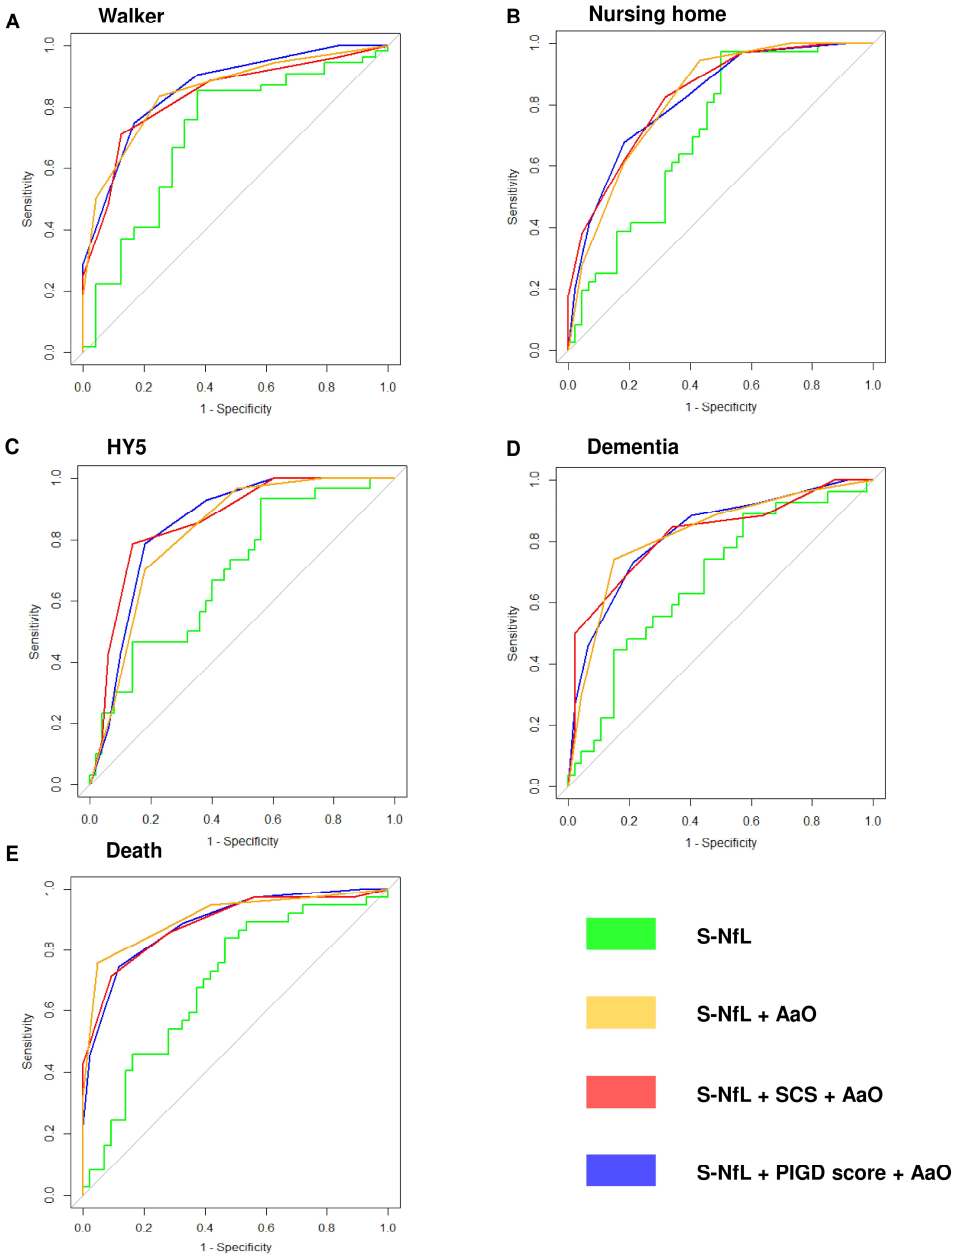 A
Walker
1.0
0.8
0.6
0.4
0.2
0.0
Sensitivity
0.0 0.2 0.4 0.6 0.8 1.0
1 - Specificity
B
Nursing home
1.0
0.8
0.6
0.4
0.2
0.0
Sensitivity
0.0 0.2 0.4 0.6 0.8 1.0
1 - Specificity
C
HY5
1.0
0.8
0.6
0.4
0.2
0.0
Sensitivity
0.0 0.2 0.4 0.6 0.8 1.0
1 - Specificity
D
Dementia
1.0
0.8
0.6
0.4
0.2
0.0
Sensitivity
0.0 0.2 0.4 0.6 0.8 1.0
1 - Specificity
E
Death
1.0
0.6
0.4
0.2
0.0
Sensitivity
0.0 0.2 0.4 0.6 0.8 1.0
1 - Specificity
S-NfL
S-NfL + AaO
S-NfL + SCS + AaO
S-NfL + PIGD score + AaO